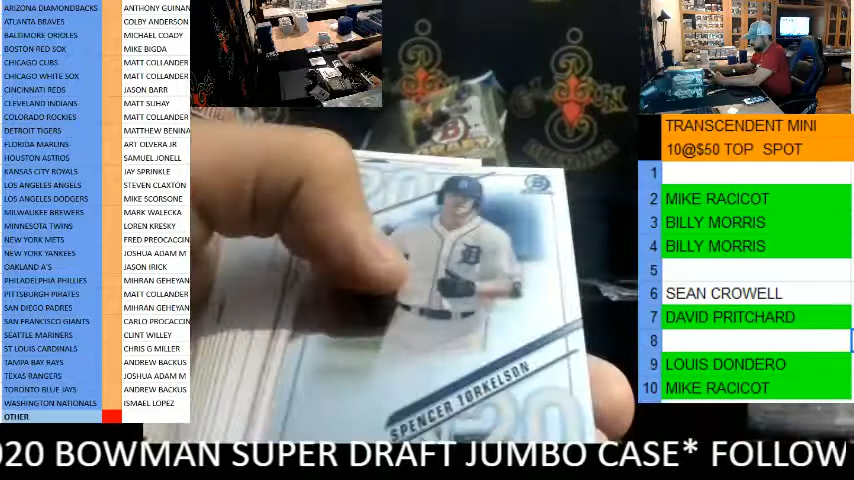 ARIZONA DIAMONDBACKS ANTHONY GUINAN
ATLANTA BRAVES COLBY ANDERSON
BALTIMORE ORIOLES MICHAEL COADY
BOSTON RED SOX MIKE BIGDA
CHICAGO CUBS MATT COLLANDER
CHICAGO WHITE SOX MATT COLLANDER
CINCINNATI REDS JASON BARR
CLEVELAND INDIANS MATT SUHAY
COLORADO ROCKIES MATT COLLANDER
DETROIT TIGERS MATTHEW BENINA
FLORIDA MARLINS ART OLVERA JR
HOUSTON ASTROS SAMUEL JONELL
KANSAS CITY ROYALS JAY SPRINKLE
LOS ANGELES ANGELS STEVEN CLAXTON
LOS ANGELES DODGERS MIKE SCORSONE
MILWAUKEE BREWERS MARK WALECKA
MINNESOTA TWINS LOREN KRESKY
NEW YORK METS FRED PREOCACCIN
NEW YORK YANKEES JOSHUA ADAM M
OAKLAND A'S JASON IRICK
PHILADELPHIA PHILLIES MIHRAN GEHEYAN
PITTSBURGH PIRATES MATT COLLANDER
SAN DIEGO PADRES MIHRAN GEHEYAN
SAN FRANCISCO GIANTS CARLO PROCACCIN
SEATTLE MARINERS CLINT WILLEY
ST LOUIS CARDINALS CHRIS G MILLER
TAMPA BAY RAYS ANDREW BACKUS
TEXAS RANGERS JOSHUA ADAM M
TORONTO BLUE JAYS ANDREW BACKUS
WASHINGTON NATIONALS ISMAEL LOPEZ
OTHER
SPENCER TORKELSON
TRANSCENDENT MINI
10@$50 TOP SPOT
1
2 MIKE RACICOT
3 BILLY MORRIS
4 BILLY MORRIS
5
6 SEAN CROWELL
7 DAVID PRITCHARD
8
9 LOUIS DONDERO
10 MIKE RACICOT
020 BOWMAN SUPER DRAFT JUMBO CASE* FOLLOW